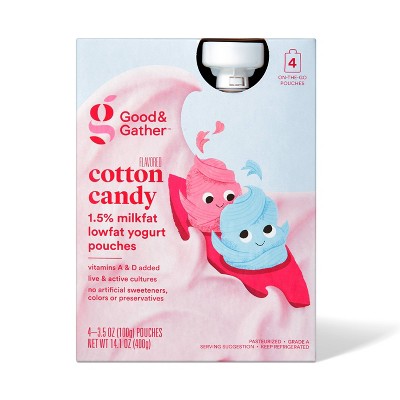 4
ON-THE-GO
POUCHES
Good&
Gather™
FLAVORED
cotton
candy
1.5% milkfat
lowfat yogurt
pouches
vitamins A & D added
live & active cultures
no artificial sweeteners,
colors or preservatives
4–3.5 OZ (100g) POUCHES
NET WT 14.1 OZ (400g)
PASTEURIZED • GRADE A
SERVING SUGGESTION • KEEP REFRIGERATED